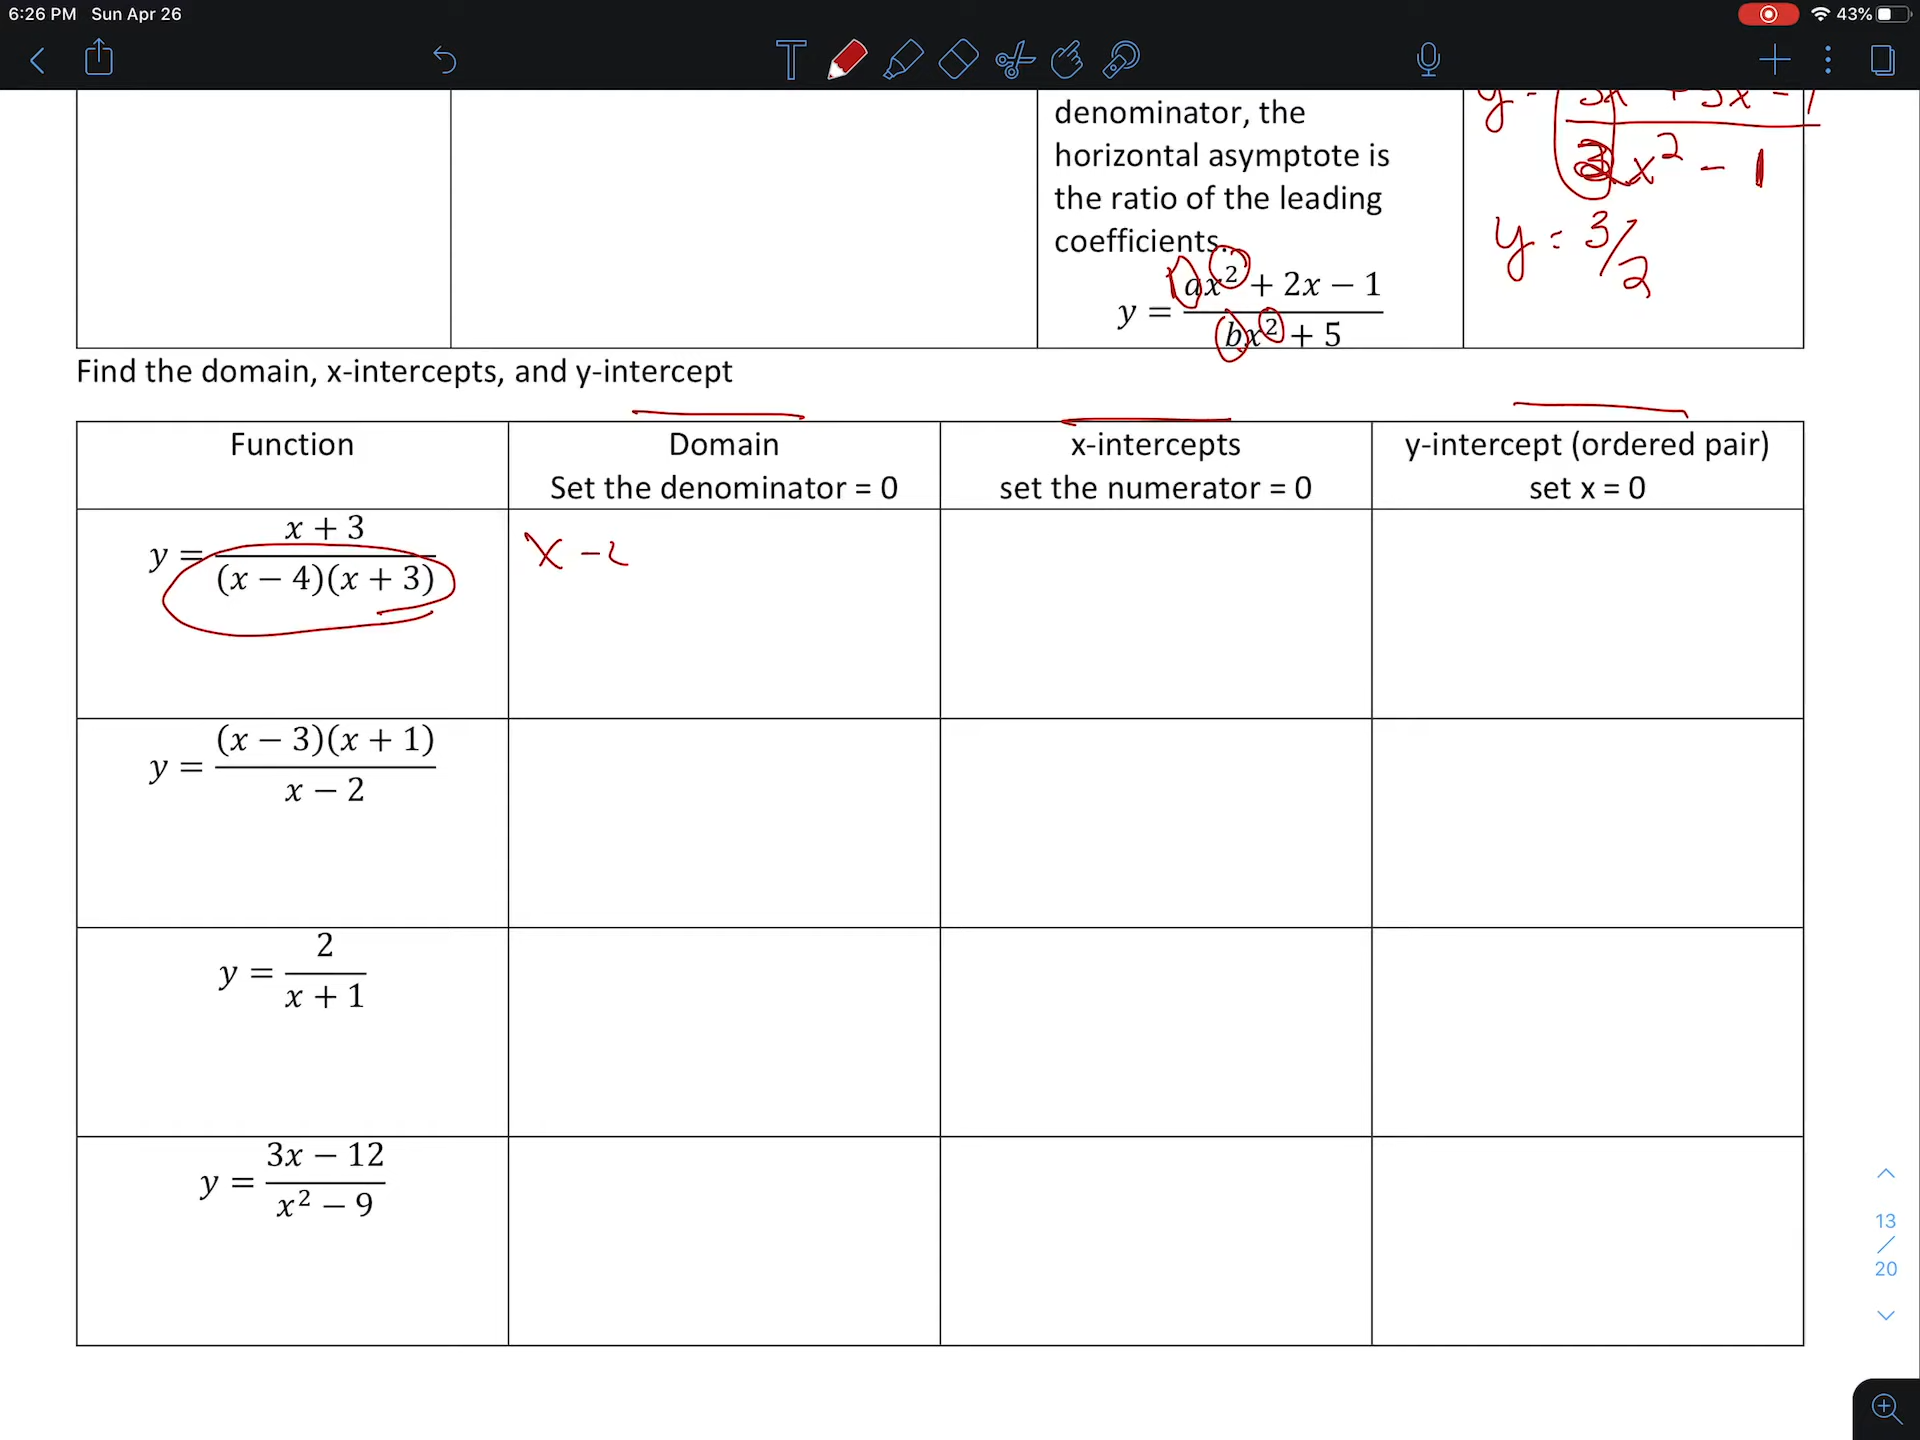 6:26 PM Sun Apr 26
43%
denominator, the
horizontal asymptote is
the ratio of the leading
coefficients.
y = ax² + 2x − 1 / bx² + 5
x² − 1
y = 3/2
Find the domain, x-intercepts, and y-intercept
Function
Domain
Set the denominator = 0
x-intercepts
set the numerator = 0
y-intercept (ordered pair)
set x = 0
y = x + 3 / (x − 4)(x + 3)
x −
y = (x − 3)(x + 1) / x − 2
y = 2 / x + 1
y = 3x − 12 / x² − 9
13
/
20